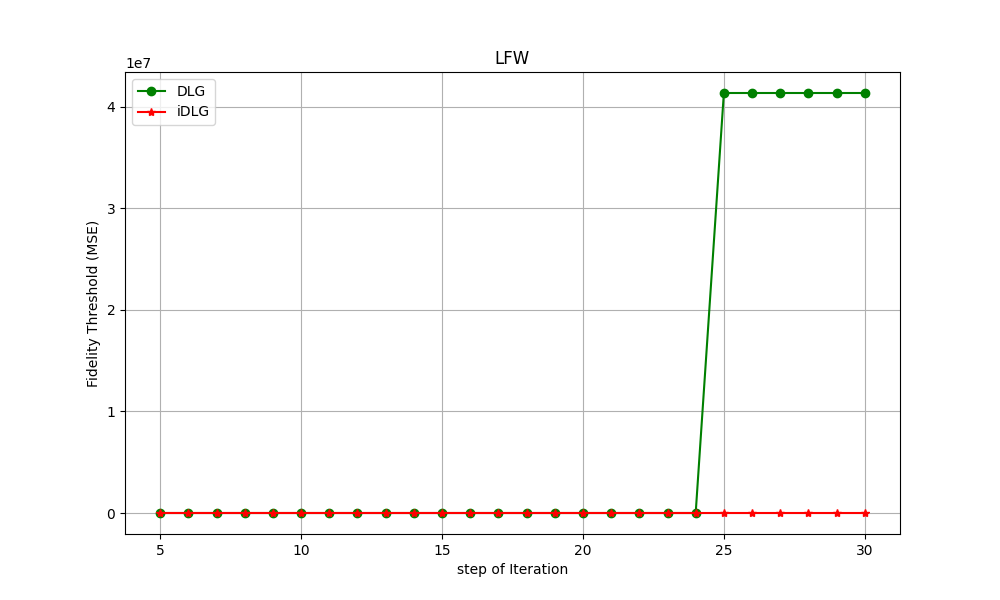 LFW
1e7
DLG
iDLG
4
3
2
1
0
Fidelity Threshold (MSE)
5 10 15 20 25 30
step of Iteration